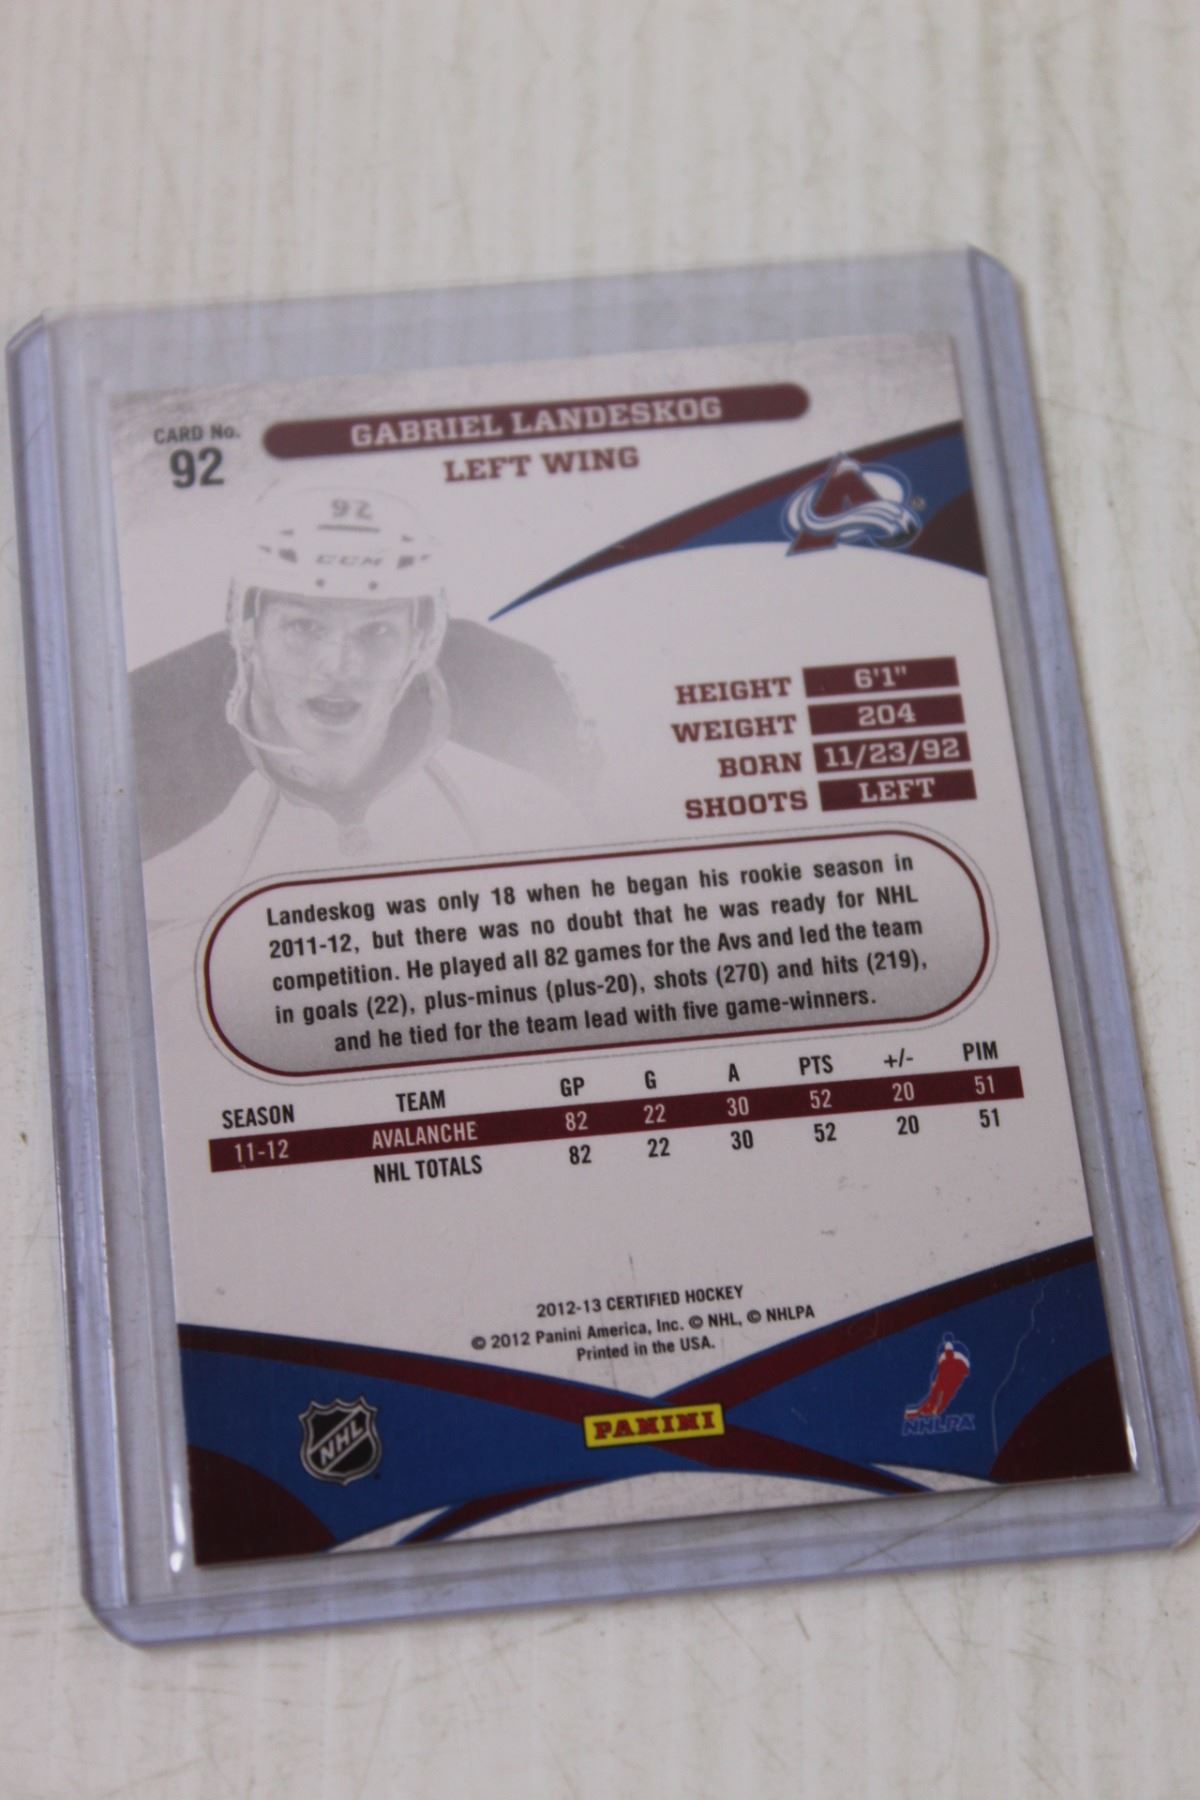 CARD No.
92
GABRIEL LANDESKOG
LEFT WING
92
CCM
A
®
HEIGHT 6'1"
WEIGHT 204
BORN 11/23/92
SHOOTS LEFT
Landeskog was only 18 when he began his rookie season in
2011-12, but there was no doubt that he was ready for NHL
competition. He played all 82 games for the Avs and led the team
in goals (22), plus-minus (plus-20), shots (270) and hits (219),
and he tied for the team lead with five game-winners.
SEASON TEAM GP G A PTS +/- PIM
11-12 AVALANCHE 82 22 30 52 20 51
NHL TOTALS 82 22 30 52 20 51
2012-13 CERTIFIED HOCKEY
© 2012 Panini America, Inc. © NHL, © NHLPA
Printed in the USA.
NHL
PANINI
NHLPA